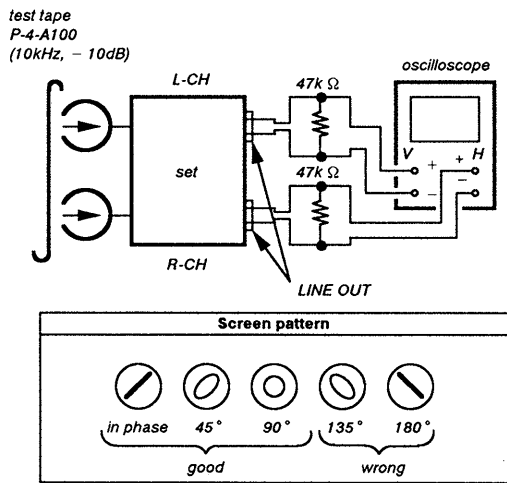 test tape
P-4-A100
(10kHz, − 10dB)
L-CH
47k Ω
oscilloscope
set
V + + H
− −
47k Ω
R-CH
LINE OUT
Screen pattern
in phase 45° 90° 135° 180°
good wrong